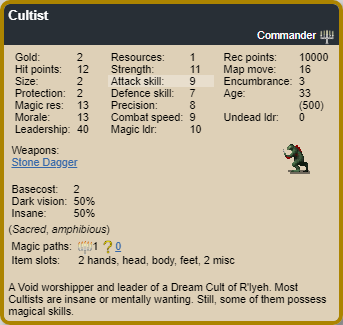 Cultist
Commander
Gold: 2 Resources: 1 Rec points: 10000
Hit points: 12 Strength: 11 Map move: 16
Size: 2 Attack skill: 9 Encumbrance: 3
Protection: 2 Defence skill: 7 Age: 33
Magic res: 13 Precision: 8 (500)
Morale: 13 Combat speed: 9 Undead ldr: 0
Leadership: 40 Magic ldr: 10
Weapons:
Stone Dagger
Basecost: 2
Dark vision: 50%
Insane: 50%
(Sacred, amphibious)
Magic paths: 1 ? 0
Item slots: 2 hands, head, body, feet, 2 misc
A Void worshipper and leader of a Dream Cult of R'lyeh. Most
Cultists are insane or mentally wanting. Still, some of them possess
magical skills.